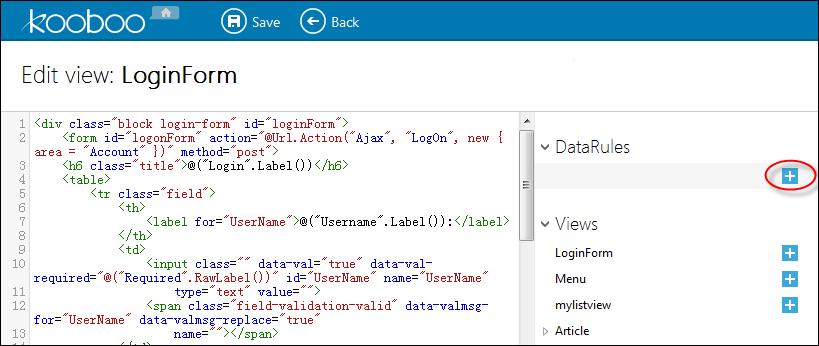 kooboo
Save
Back
Edit view: LoginForm
1 <div class="block login-form" id="loginForm">
2 <form id="logonForm" action="@Url.Action("Ajax", "LogOn", new {
area = "Account" })" method="post">
3 <h6 class="title">@("Login".Label())</h6>
4 <table>
5 <tr class="field">
6 <th>
7 <label for="UserName">@("Username".Label()):</label>
8 </th>
9 <td>
10 <input class="" data-val="true" data-val-
required="@("Required".RawLabel())" id="UserName" name="UserName"
11 type="text" value="">
12 <span class="field-validation-valid" data-valmsg-
for="UserName" data-valmsg-replace="true"
13 name=""></span>
DataRules
Views
LoginForm
Menu
mylistview
Article